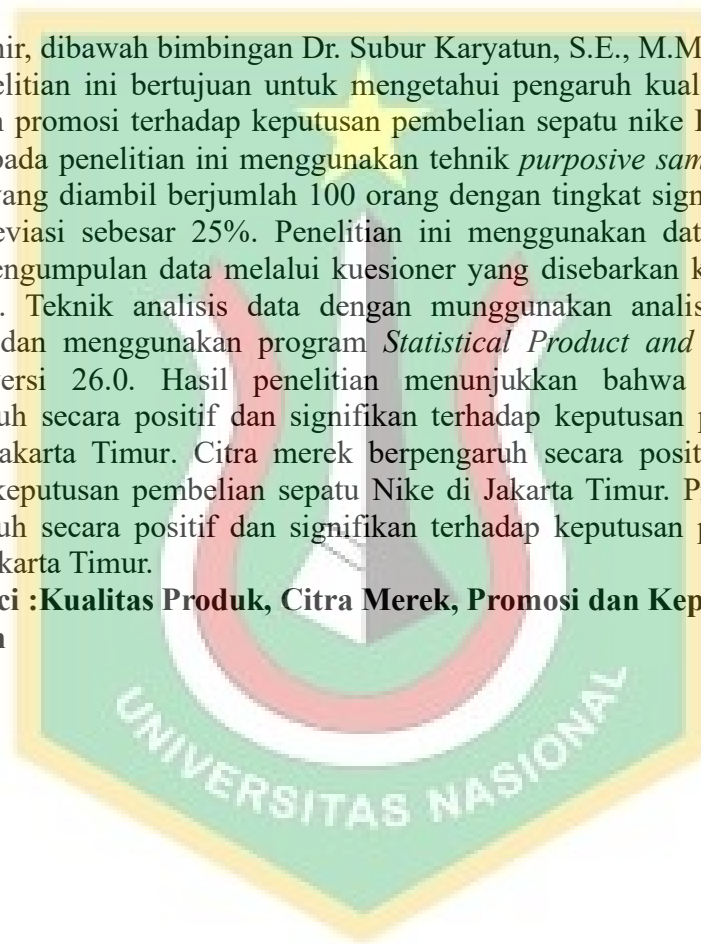 nir, dibawah bimbingan Dr. Subur Karyatun, S.E., M.M
elitian ini bertujuan untuk mengetahui pengaruh kual
n promosi terhadap keputusan pembelian sepatu nike
pada penelitian ini menggunakan tehnik purposive sam
yang diambil berjumlah 100 orang dengan tingkat sign
eviasi sebesar 25%. Penelitian ini menggunakan dat
engumpulan data melalui kuesioner yang disebarkan k
. Teknik analisis data dengan munggunakan analis
dan menggunakan program Statistical Product and
ersi 26.0. Hasil penelitian menunjukkan bahwa
uh secara positif dan signifikan terhadap keputusan p
akarta Timur. Citra merek berpengaruh secara posit
keputusan pembelian sepatu Nike di Jakarta Timur. P
uh secara positif dan signifikan terhadap keputusan p
karta Timur.
ci :Kualitas Produk, Citra Merek, Promosi dan Kep
n
UNIVERSITAS NASIONAL